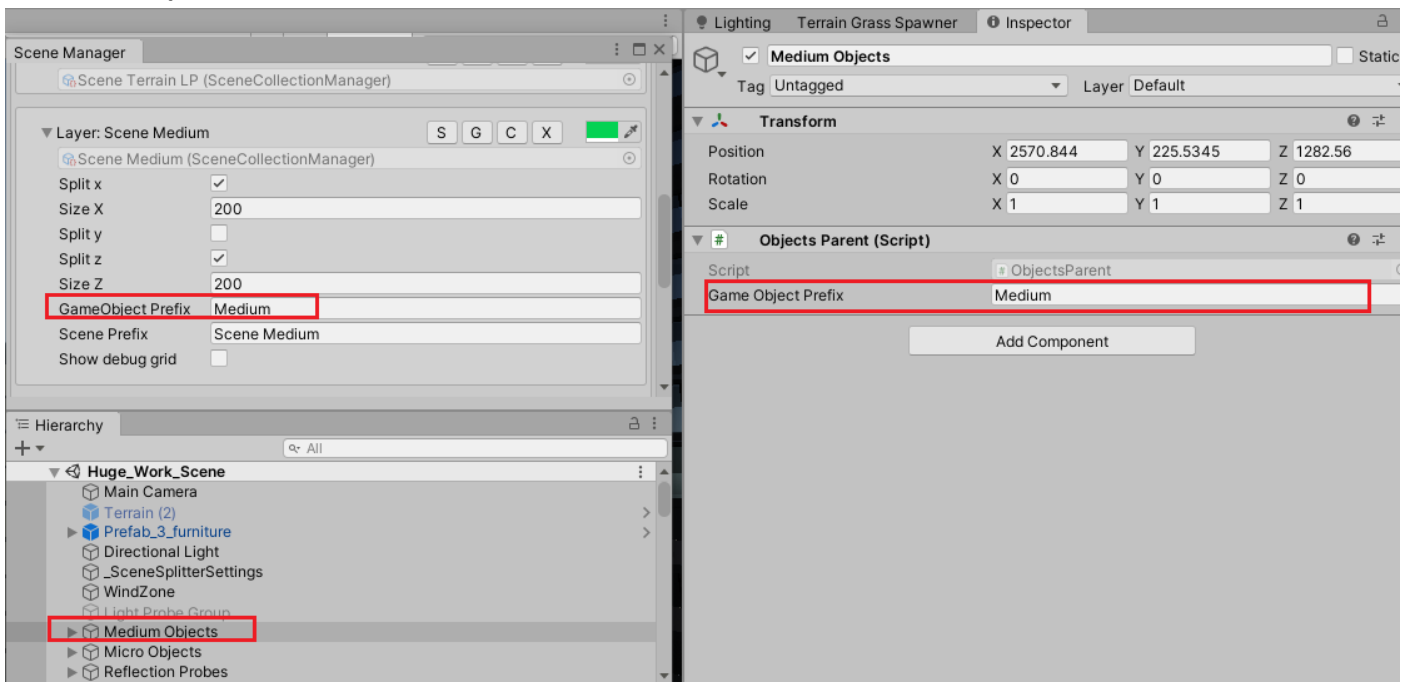 Scene Manager
Scene Terrain LP (SceneCollectionManager)
Layer: Scene Medium S G C X
Scene Medium (SceneCollectionManager)
Split x
Size X 200
Split y
Split z
Size Z 200
GameObject Prefix Medium
Scene Prefix Scene Medium
Show debug grid
Hierarchy
All
Huge_Work_Scene
Main Camera
Terrain (2)
Prefab_3_furniture
Directional Light
_SceneSplitterSettings
WindZone
Light Probe Group
Medium Objects
Micro Objects
Reflection Probes
Lighting Terrain Grass Spawner Inspector
Medium Objects Static
Tag Untagged Layer Default
Transform
Position X 2570.844 Y 225.5345 Z 1282.56
Rotation X 0 Y 0 Z 0
Scale X 1 Y 1 Z 1
# Objects Parent (Script)
Script # ObjectsParent
Game Object Prefix Medium
Add Component